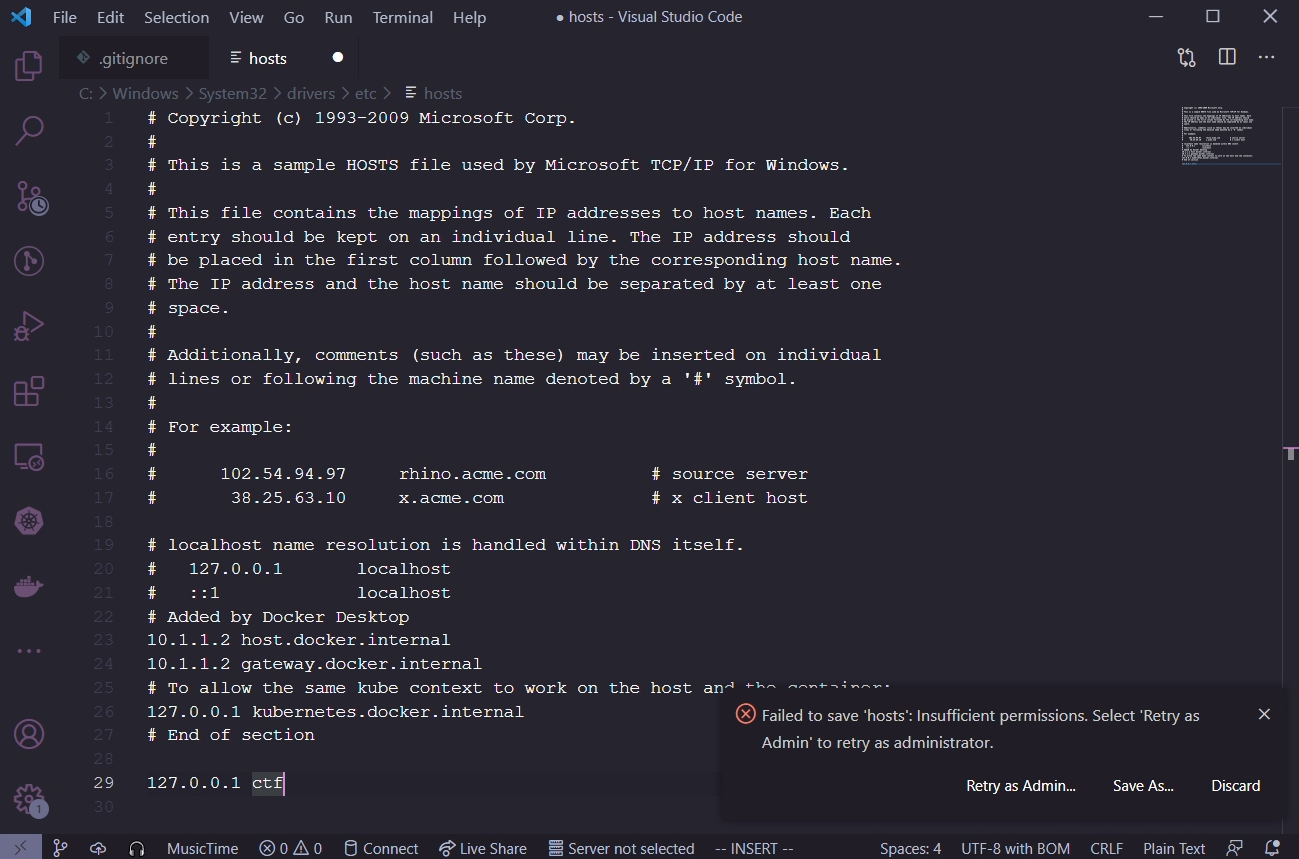 File Edit Selection View Go Run Terminal Help ● hosts - Visual Studio Code
.gitignore hosts
C: > Windows > System32 > drivers > etc > hosts
1 # Copyright (c) 1993-2009 Microsoft Corp.
2 #
3 # This is a sample HOSTS file used by Microsoft TCP/IP for Windows.
4 #
5 # This file contains the mappings of IP addresses to host names. Each
6 # entry should be kept on an individual line. The IP address should
7 # be placed in the first column followed by the corresponding host name.
8 # The IP address and the host name should be separated by at least one
9 # space.
10 #
11 # Additionally, comments (such as these) may be inserted on individual
12 # lines or following the machine name denoted by a '#' symbol.
13 #
14 # For example:
15 #
16 # 102.54.94.97 rhino.acme.com # source server
17 # 38.25.63.10 x.acme.com # x client host
18
19 # localhost name resolution is handled within DNS itself.
20 # 127.0.0.1 localhost
21 # ::1 localhost
22 # Added by Docker Desktop
23 10.1.1.2 host.docker.internal
24 10.1.1.2 gateway.docker.internal
25 # To allow the same kube context to work on the host and the container:
26 127.0.0.1 kubernetes.docker.internal
27 # End of section
28
29 127.0.0.1 ctf
30
Failed to save 'hosts': Insufficient permissions. Select 'Retry as
Admin' to retry as administrator.
Retry as Admin... Save As... Discard
1
MusicTime 0 0 Connect Live Share Server not selected -- INSERT -- Spaces: 4 UTF-8 with BOM CRLF Plain Text